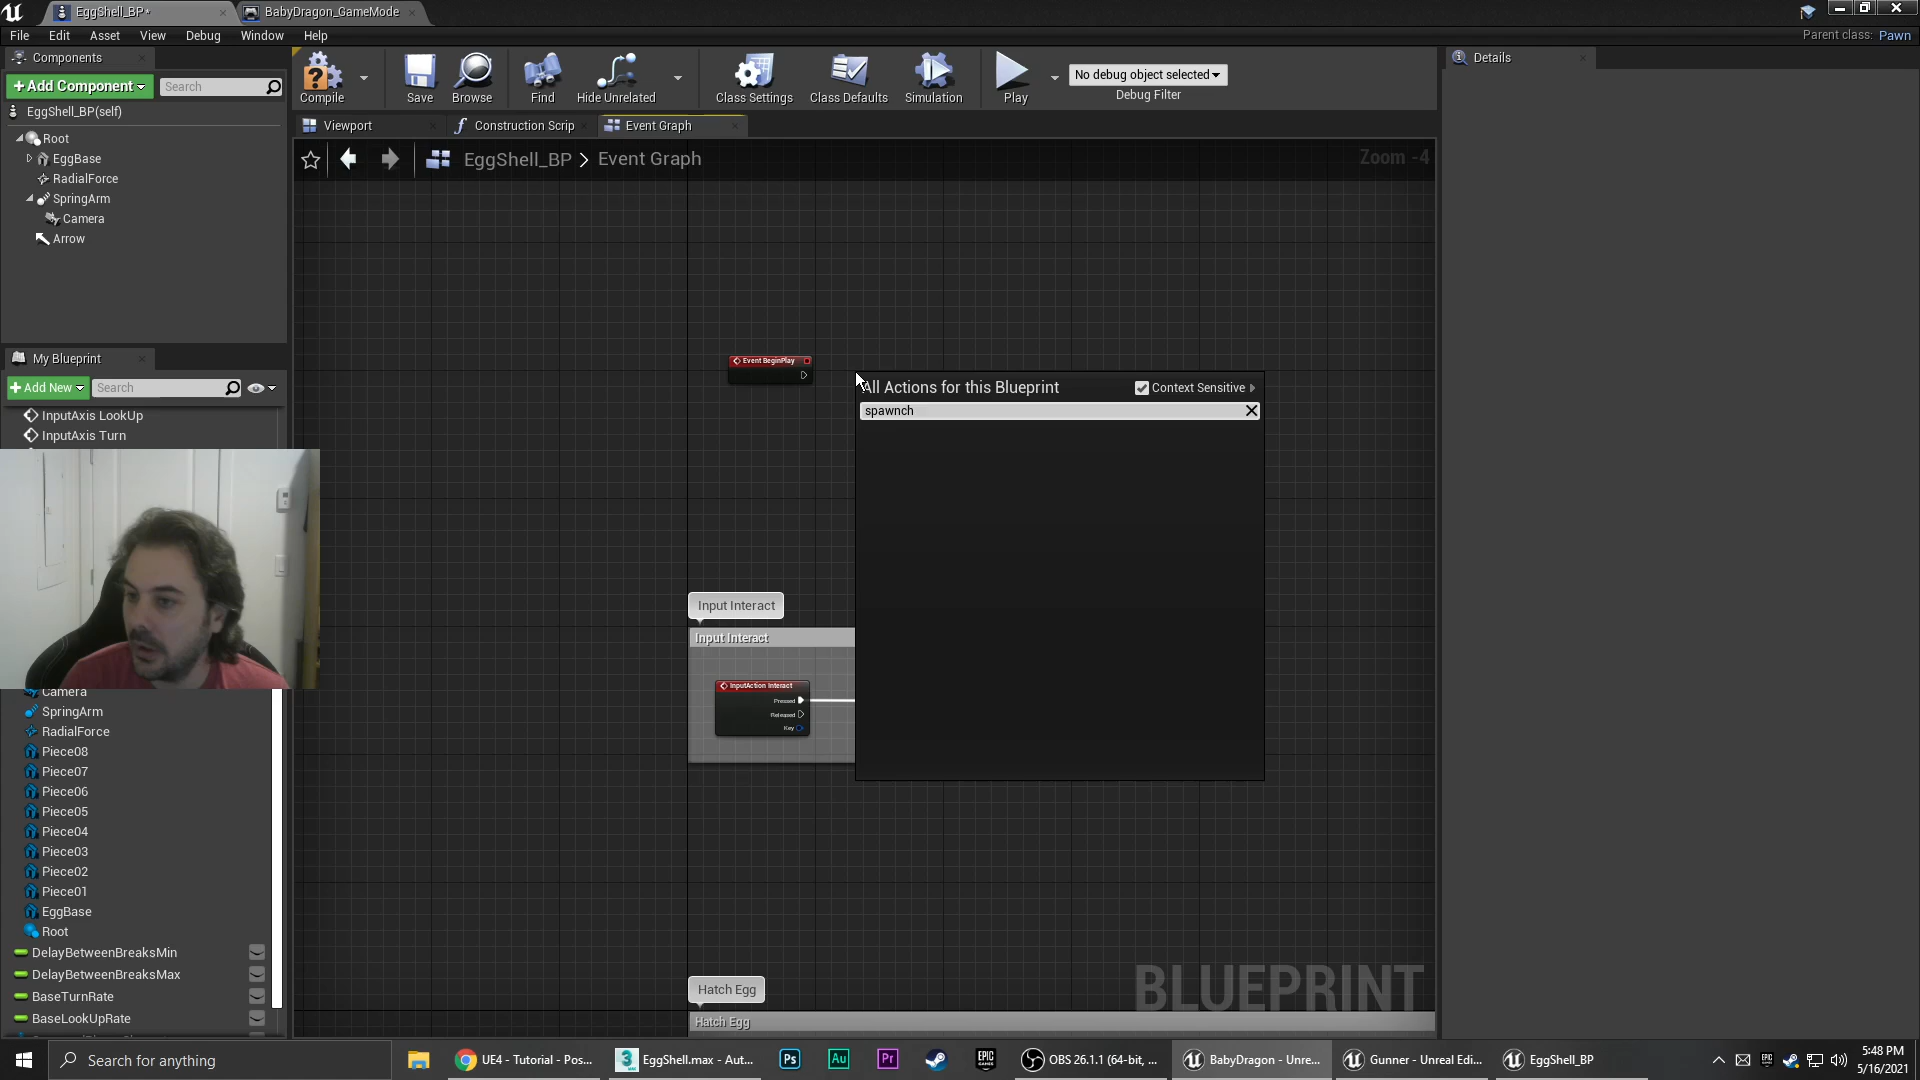 EggShell_BP*
BabyDragon_GameMode
File Edit Asset View Debug Window Help
Parent class: Pawn
Components
+Add Component
Search
EggShell_BP(self)
Root
EggBase
RadialForce
SpringArm
Camera
Arrow
Compile
Save
Browse
Find
Hide Unrelated
Class Settings
Class Defaults
Simulation
Play
No debug object selected
Debug Filter
Details
Viewport
Construction Scrip
Event Graph
EggShell_BP > Event Graph
Zoom -4
My Blueprint
+Add New
Search
InputAxis LookUp
InputAxis Turn
Camera
SpringArm
RadialForce
Piece08
Piece07
Piece06
Piece05
Piece04
Piece03
Piece02
Piece01
EggBase
Root
DelayBetweenBreaksMin
DelayBetweenBreaksMax
BaseTurnRate
BaseLookUpRate
Event BeginPlay
All Actions for this Blueprint
Context Sensitive
spawnch
Input Interact
Input Interact
InputAction Interact
Pressed
Released
Key
Hatch Egg
Hatch Egg
BLUEPRINT
Search for anything
UE4 - Tutorial - Pos...
EggShell.max - Aut...
Ps
Au
Pr
EPIC GAMES
OBS 26.1.1 (64-bit, ...
BabyDragon - Unre...
Gunner - Unreal Edi...
EggShell_BP
5:48 PM
5/16/2021